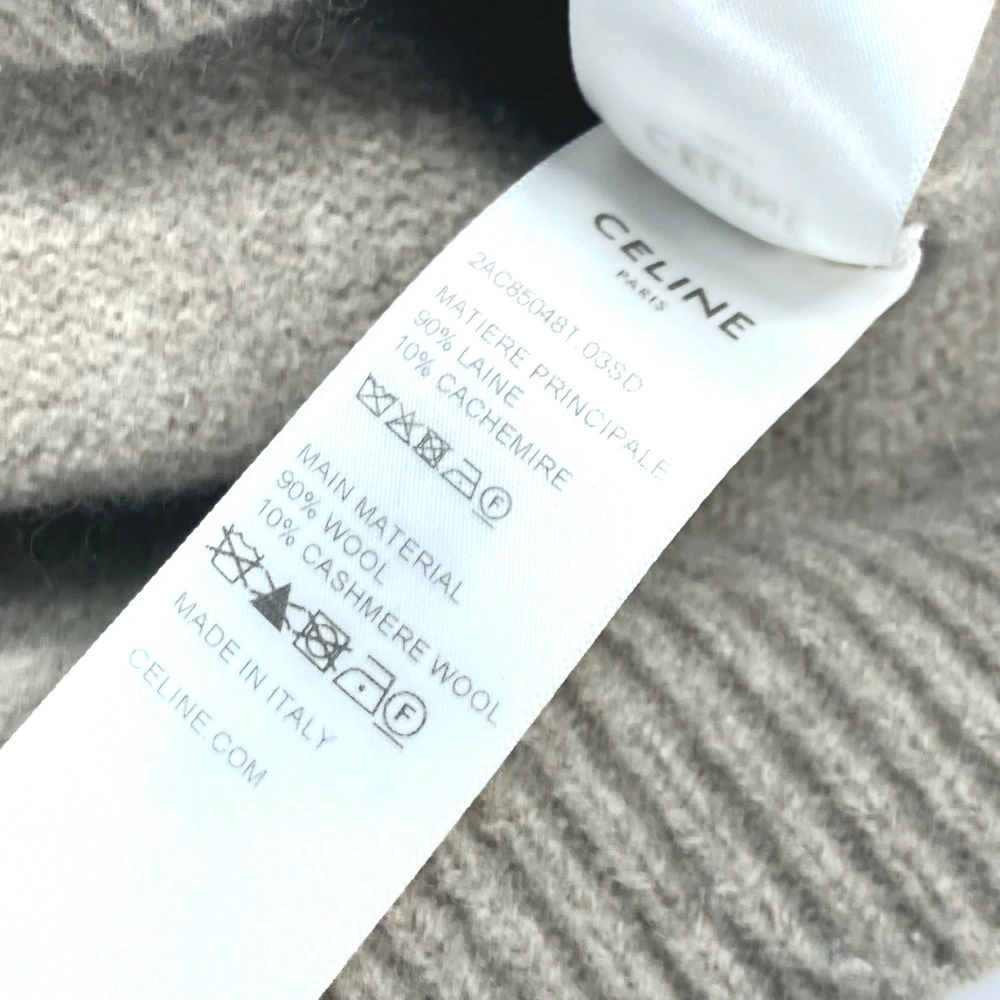 CELINE
PARIS
2AC85048T.03SD
MATIERE PRINCIPALE
90% LAINE
10% CACHEMIRE
F
MAIN MATERIAL
90% WOOL
10% CASHMERE WOOL
F
MADE IN ITALY
CELINE.COM